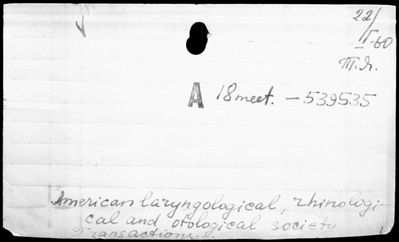 22/
I-60
A 18 meet. - 539535
American laryngological, rhinologi-
cal and otological society
Transactions.